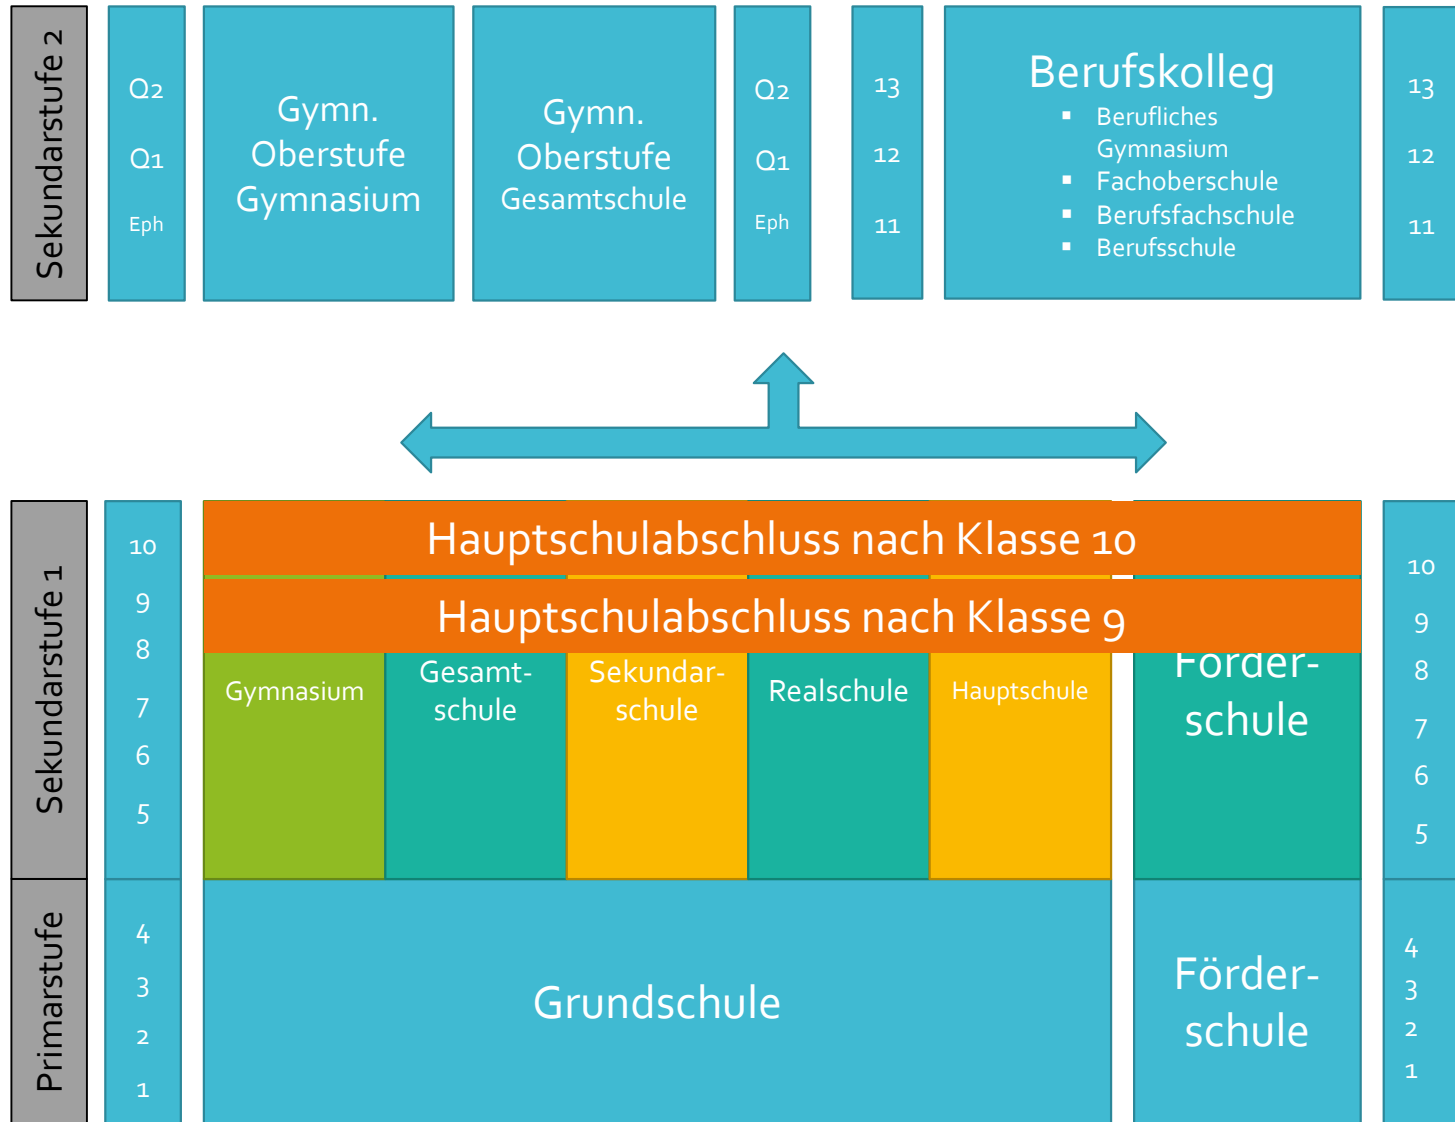 Sekundarstufe 2
Q2
Q1
Eph
Gymn.
Oberstufe
Gymnasium
Gymn.
Oberstufe
Gesamtschule
Q2
Q1
Eph
13
12
11
Berufskolleg
▪ Berufliches
Gymnasium
▪ Fachoberschule
▪ Berufsfachschule
▪ Berufsschule
13
12
11
Sekundarstufe 1
10
9
8
7
6
5
Hauptschulabschluss nach Klasse 10
Hauptschulabschluss nach Klasse 9
Gymnasium
Gesamt-
schule
Sekundar-
schule
Realschule
Hauptschule
Förder-
schule
10
9
8
7
6
5
Primarstufe
4
3
2
1
Grundschule
Förder-
schule
4
3
2
1